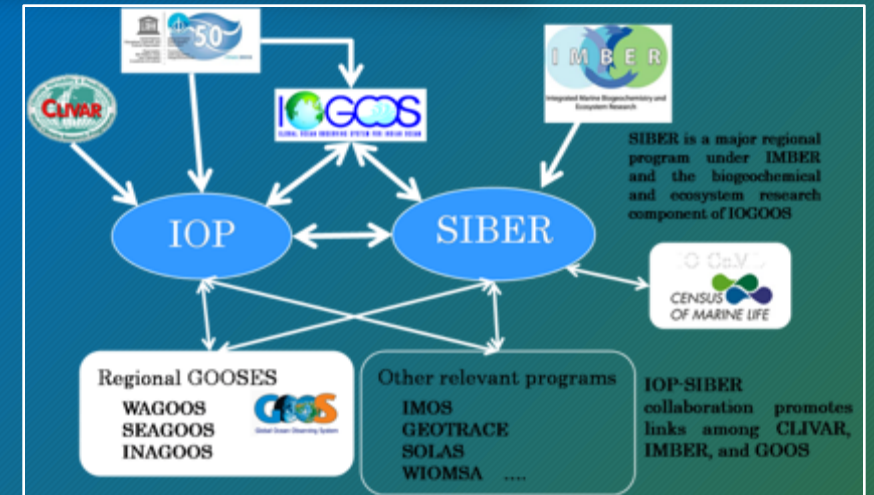 50
CLIVAR
IOGOOS
GLOBAL OCEAN OBSERVING SYSTEM FOR INDIAN OCEAN
IMBER
Integrated Marine Biogeochemistry and
Ecosystem Research
SIBER is a major regional
program under IMBER
and the biogeochemical
and ecosystem research
component of IOGOOS
IOP
SIBER
CENSUS
OF MARINE LIFE
Regional GOOSES
WAGOOS
SEAGOOS
INAGOOS
GOOS
Global Ocean Observing System
Other relevant programs
IMOS
GEOTRACE
SOLAS
WIOMSA ....
IOP-SIBER
collaboration promotes
links among CLIVAR,
IMBER, and GOOS